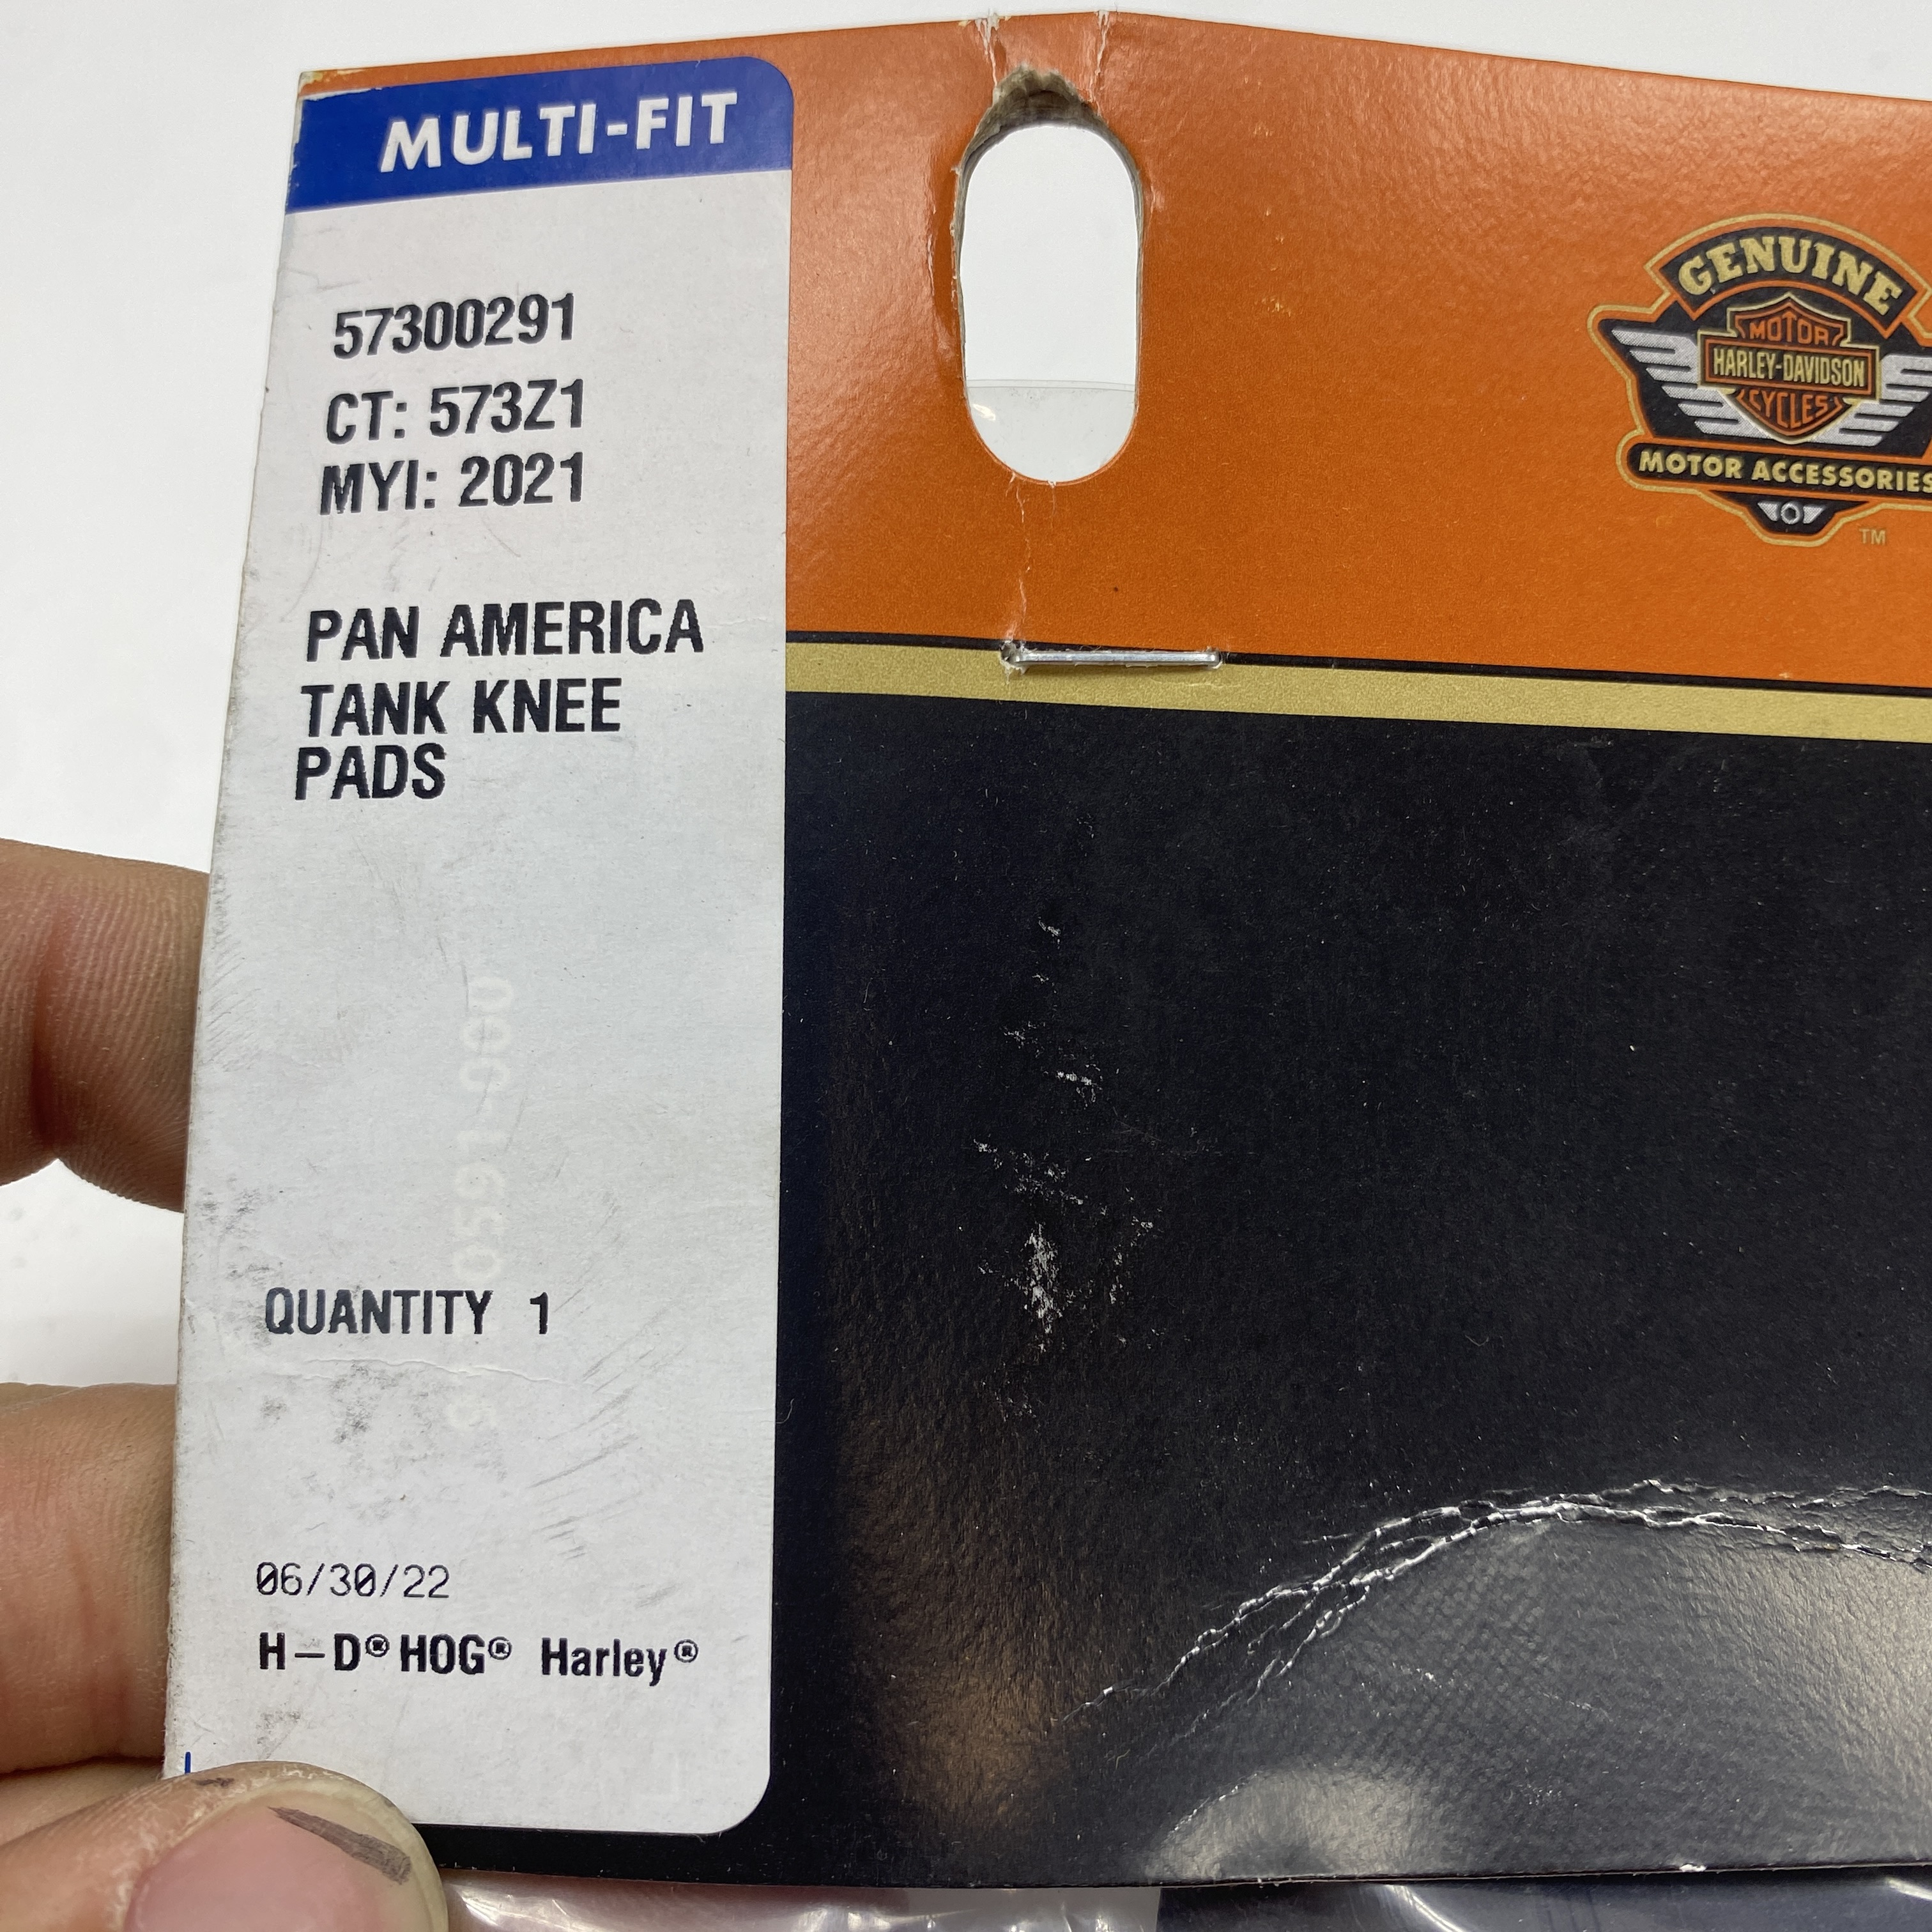 MULTI-FIT
57300291
CT: 573Z1
MYI: 2021
PAN AMERICA
TANK KNEE
PADS
QUANTITY 1
06/30/22
H-D® HOG® Harley®
GENUINE
MOTOR
HARLEY-DAVIDSON
CYCLES
MOTOR ACCESSORIES
TM